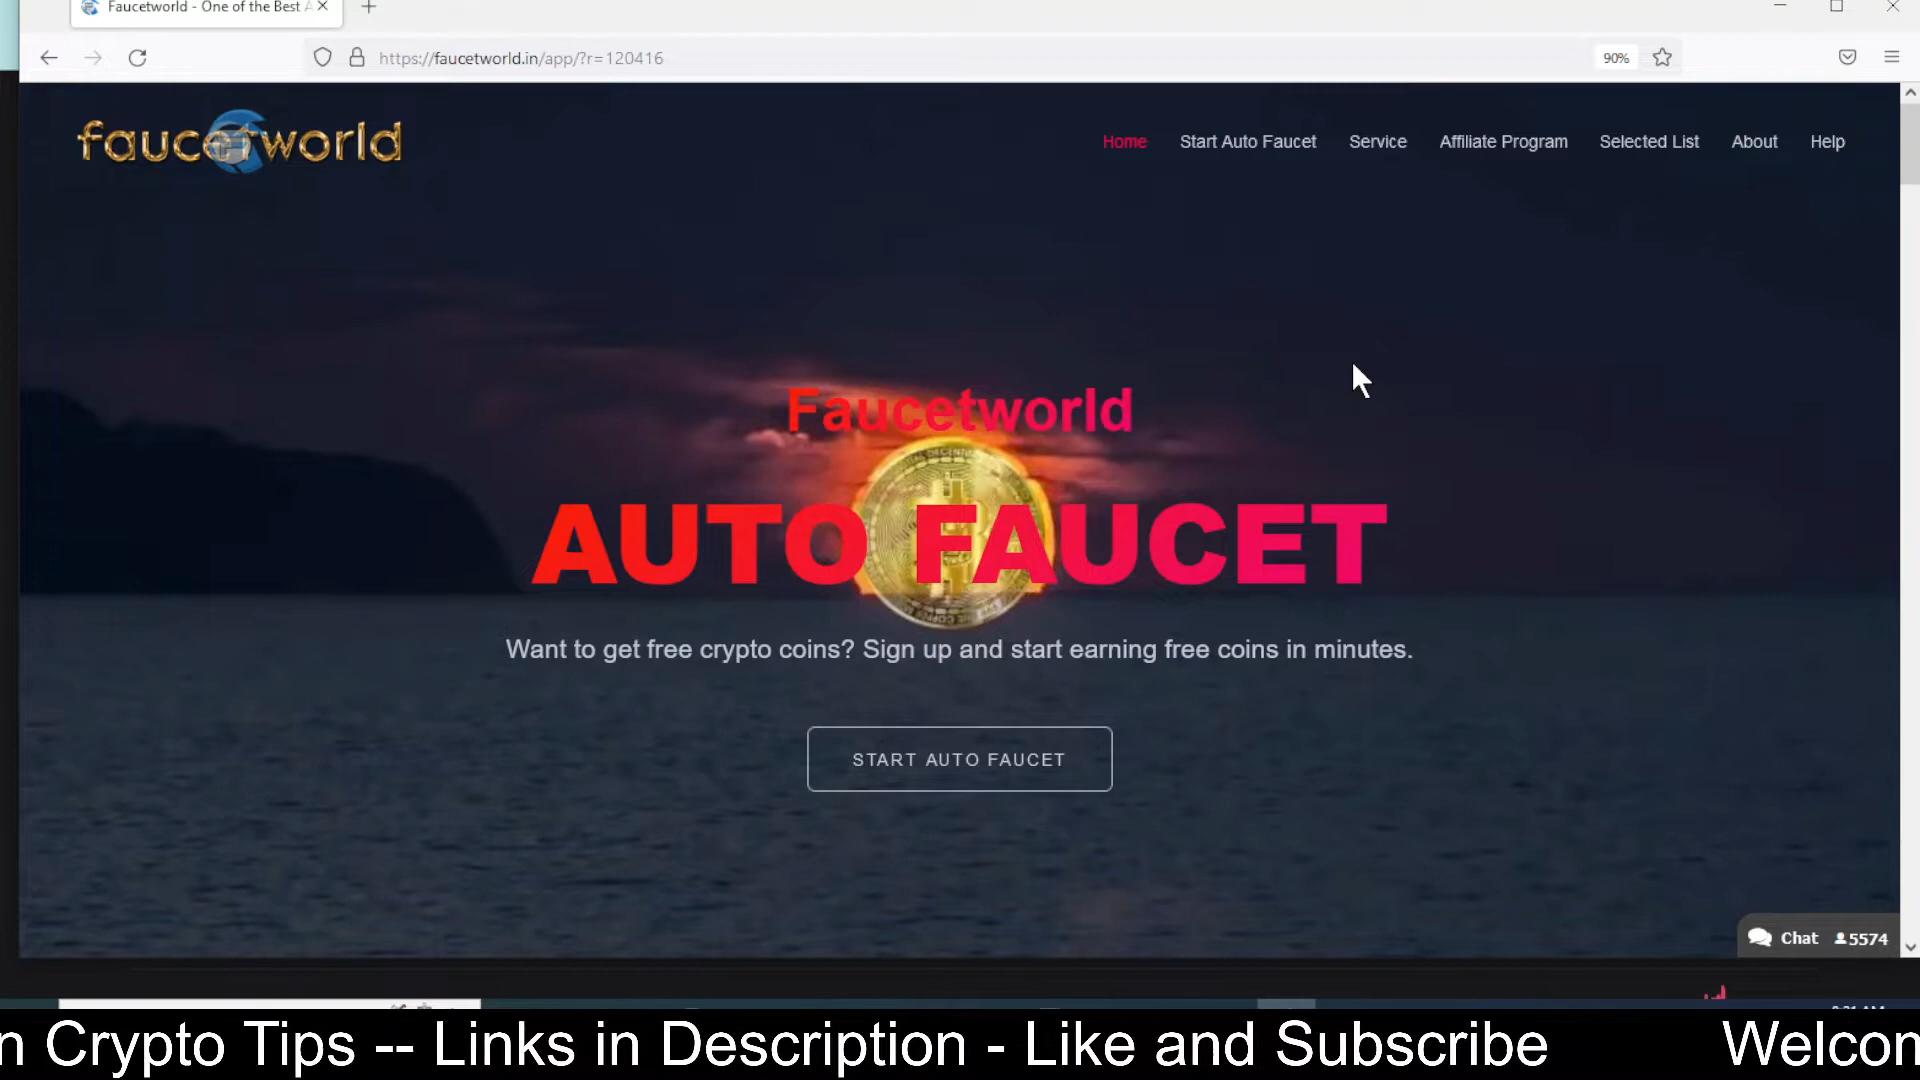 Faucetworld - One of the Best A
https://faucetworld.in/app/?r=120416
90%
faucetworld
Home
Start Auto Faucet
Service
Affiliate Program
Selected List
About
Help
Faucetworld
AUTO FAUCET
Want to get free crypto coins? Sign up and start earning free coins in minutes.
START AUTO FAUCET
Chat 5574
n Crypto Tips -- Links in Description - Like and Subscribe Welcom